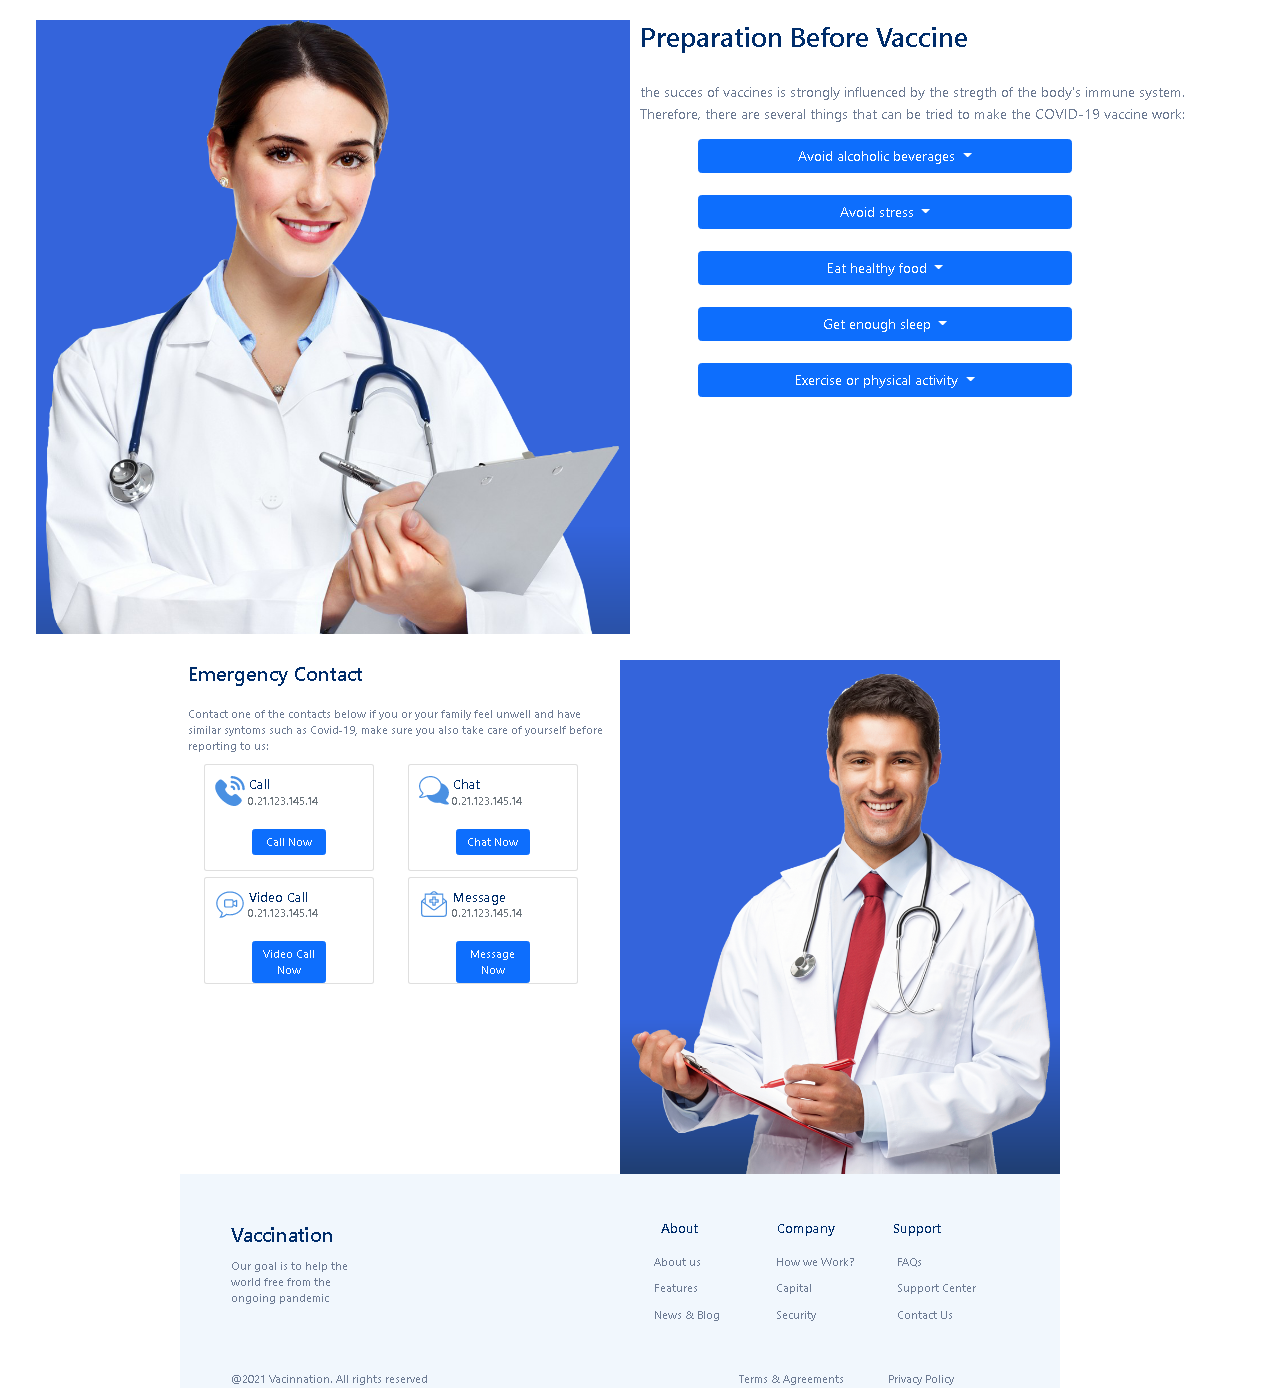 Preparation Before Vaccine
the succes of vaccines is strongly influenced by the stregth of the body's immune system.
Therefore, there are several things that can be tried to make the COVID-19 vaccine work:
Avoid alcoholic beverages
Avoid stress
Eat healthy food
Get enough sleep
Exercise or physical activity
Emergency Contact
Contact one of the contacts below if you or your family feel unwell and have
similar syntoms such as Covid-19, make sure you also take care of yourself before
reporting to us:
Call
0.21.123.145.14
Call Now
Chat
0.21.123.145.14
Chat Now
Video Call
0.21.123.145.14
Video Call
Now
Message
0.21.123.145.14
Message
Now
Vaccination
Our goal is to help the
world free from the
ongoing pandemic
About
About us
Features
News & Blog
Company
How we Work?
Capital
Security
Support
FAQs
Support Center
Contact Us
@2021 Vacinnation. All rights reserved
Terms & Agreements
Privacy Policy